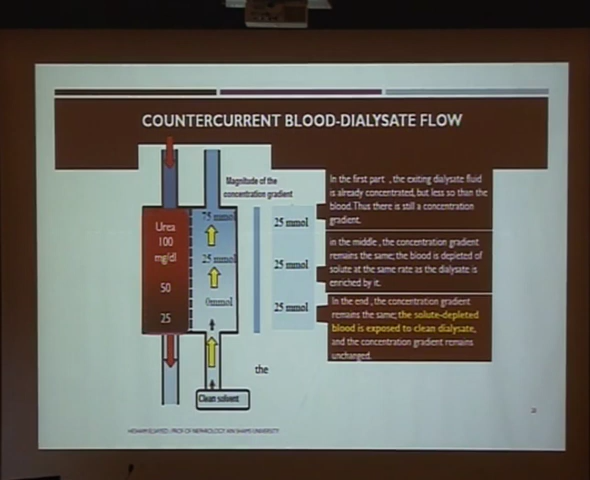 COUNTERCURRENT BLOOD-DIALYSATE FLOW
Magnitude of the
concentration gradient
Urea
100
mg/dl
50
25
75 mmol
25 mmol
0mmol
25 mmol
25 mmol
25 mmol
In the first part , the exiting dialysate fluid
is already concentrated, but less so than the
blood. Thus there is still a concentration
gradient.
in the middle , the concentration gradient
remains the same; the blood is depleted of
solute at the same rate as the dialysate is
enriched by it.
In the end , the concentration gradient
remains the same; the solute-depleted
blood is exposed to clean dialysate,
and the concentration gradient remains
unchanged.
the
Clean solvent
HESHAM ELSAYED : PROF OF NEPHROLOGY. AIN SHAMS UNIVERSITY